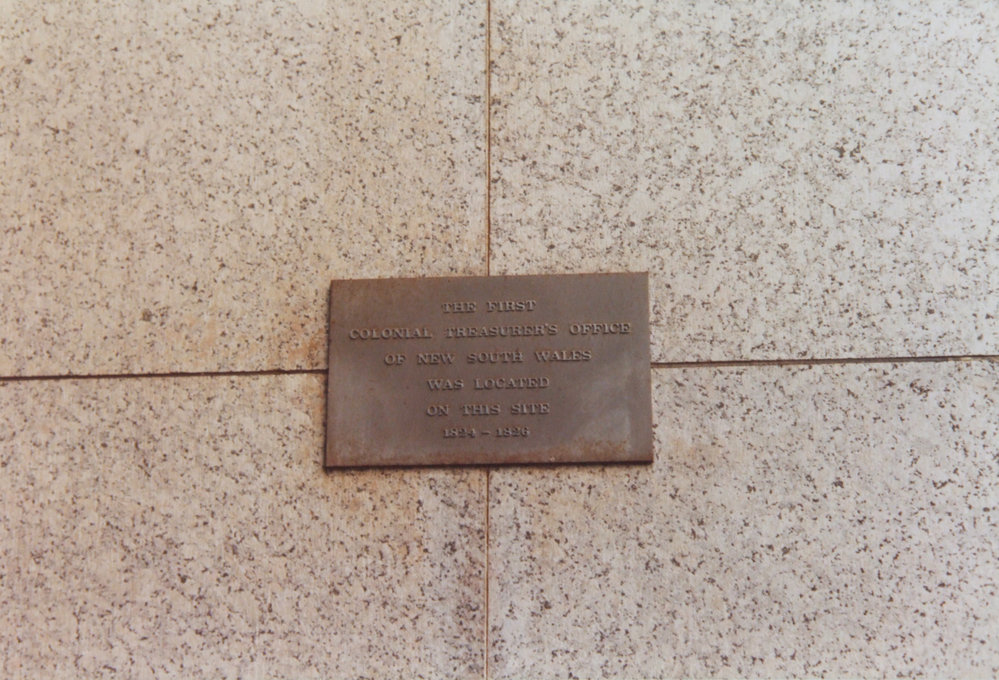 THE FIRST
COLONIAL TREASURER'S OFFICE
OF NEW SOUTH WALES
WAS LOCATED
ON THIS SITE
1824 – 1826